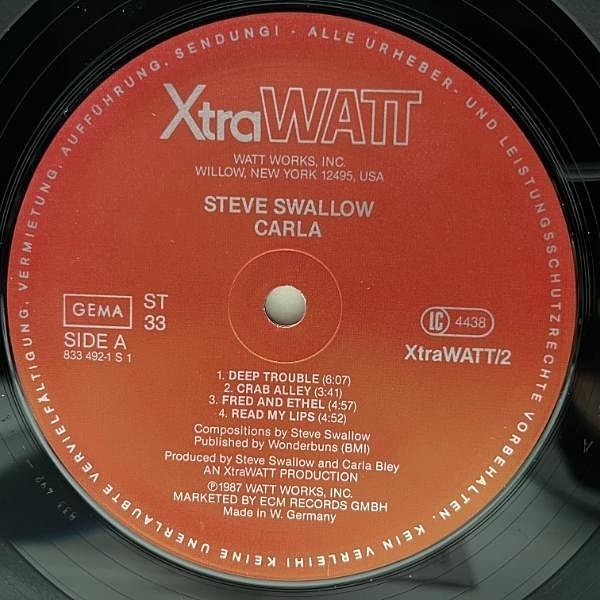 XtraWATT
WATT WORKS, INC.
WILLOW, NEW YORK 12495, USA
STEVE SWALLOW
CARLA
GEMA
ST
33
SIDE A
833 492-1 S 1
LC 4438
XtraWATT/2
1. DEEP TROUBLE (6:07)
2. CRAB ALLEY (3:41)
3. FRED AND ETHEL (4:57)
4. READ MY LIPS (4:52)
Compositions by Steve Swallow
Published by Wonderbuns (BMI)
Produced by Steve Swallow and Carla Bley
AN XtraWATT PRODUCTION
℗1987 WATT WORKS, INC.
MARKETED BY ECM RECORDS GMBH
Made in W. Germany
ALLE URHEBER- UND LEISTUNGSSCHUTZRECHTE VORBEHALTEN. KEIN VERLEIH! KEINE UNERLAUBTE VERVIELFÄLTIGUNG, VERMIETUNG, AUFFÜHRUNG, SENDUNG! -